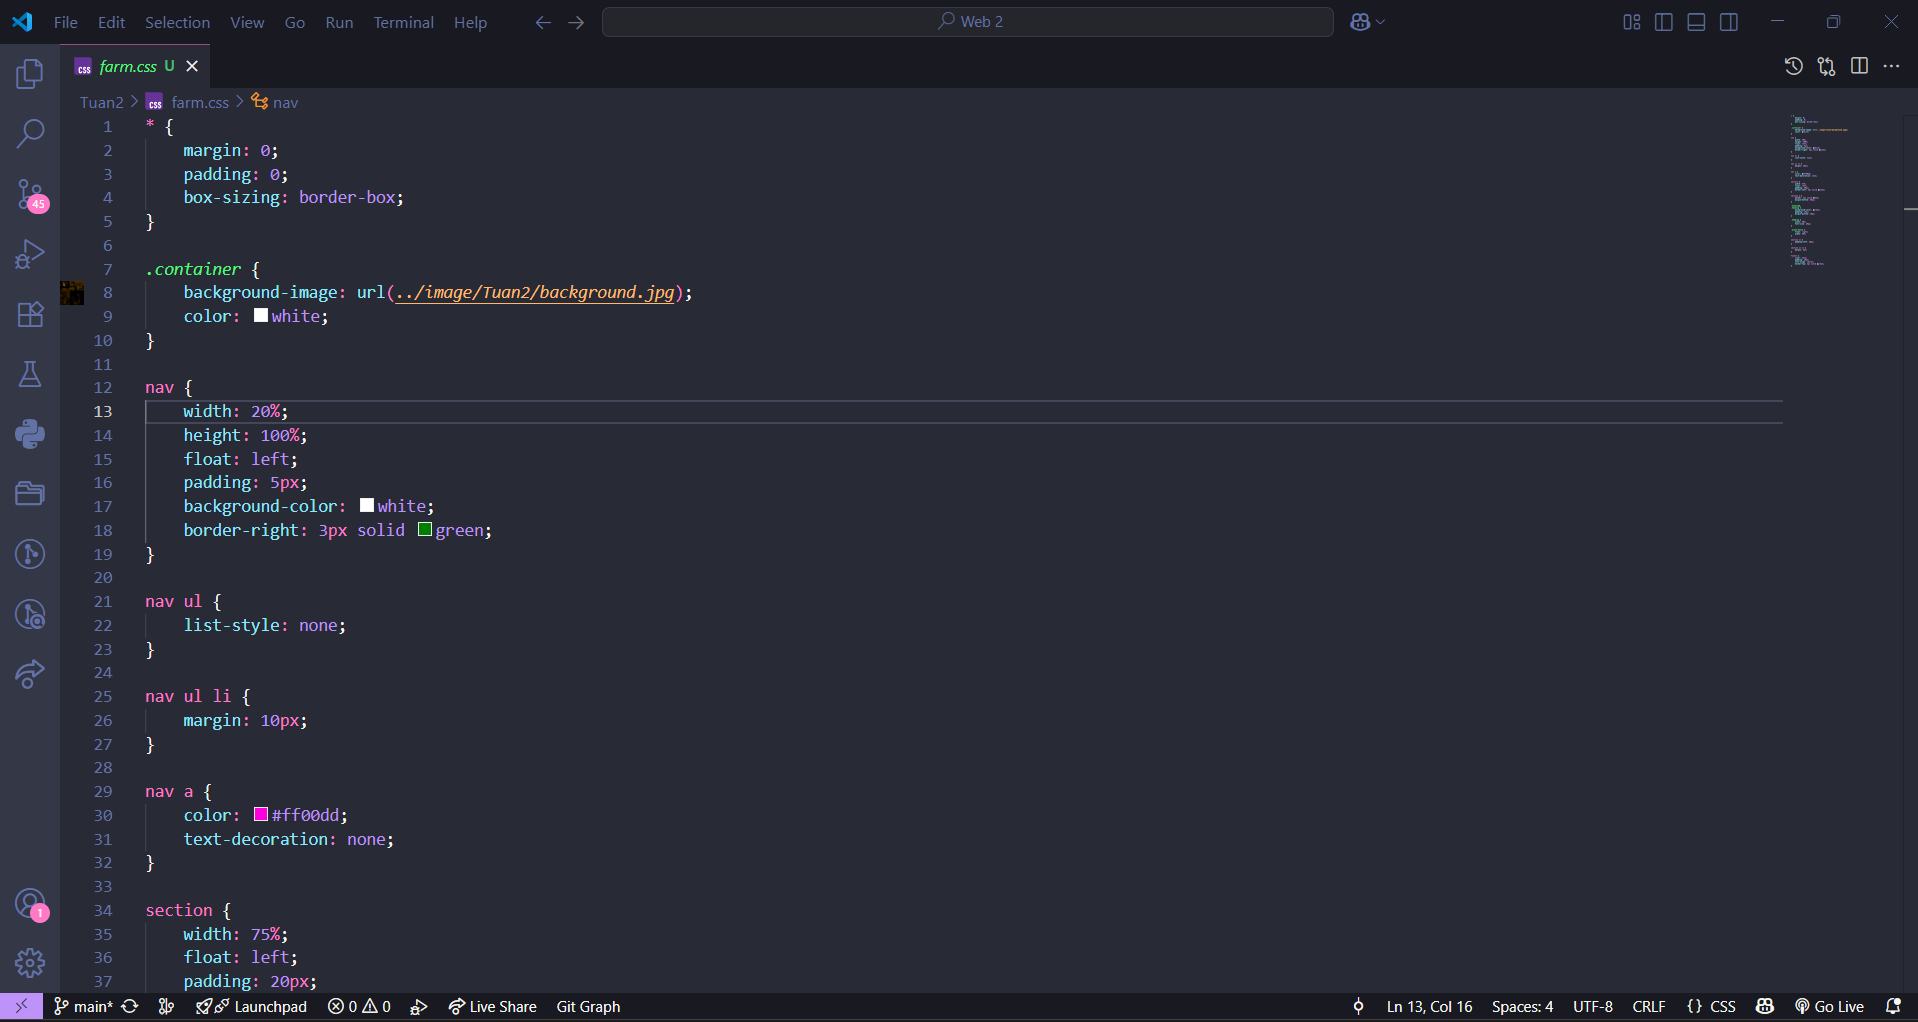 File Edit Selection View Go Run Terminal Help
Web 2
farm.css U
Tuan2 > farm.css > nav
1 * {
2 margin: 0;
3 padding: 0;
4 box-sizing: border-box;
5 }
6
7 .container {
8 background-image: url(../image/Tuan2/background.jpg);
9 color: white;
10 }
11
12 nav {
13 width: 20%;
14 height: 100%;
15 float: left;
16 padding: 5px;
17 background-color: white;
18 border-right: 3px solid green;
19 }
20
21 nav ul {
22 list-style: none;
23 }
24
25 nav ul li {
26 margin: 10px;
27 }
28
29 nav a {
30 color: #ff00dd;
31 text-decoration: none;
32 }
33
34 section {
35 width: 75%;
36 float: left;
37 padding: 20px;
45
1
main* Launchpad 0 0 Live Share Git Graph Ln 13, Col 16 Spaces: 4 UTF-8 CRLF {} CSS Go Live